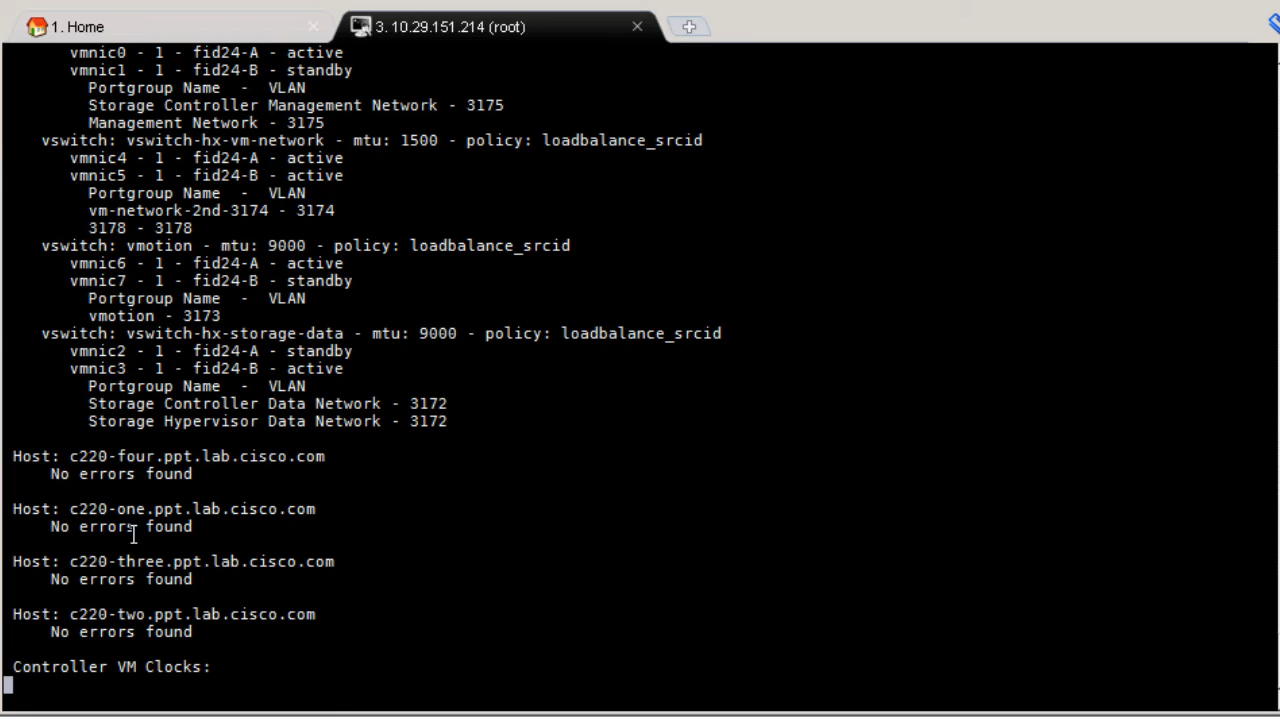 1. Home
3. 10.29.151.214 (root)
vmnic0 - 1 - fid24-A - active
vmnic1 - 1 - fid24-B - standby
Portgroup Name - VLAN
Storage Controller Management Network - 3175
Management Network - 3175
vswitch: vswitch-hx-vm-network - mtu: 1500 - policy: loadbalance_srcid
vmnic4 - 1 - fid24-A - active
vmnic5 - 1 - fid24-B - active
Portgroup Name - VLAN
vm-network-2nd-3174 - 3174
3178 - 3178
vswitch: vmotion - mtu: 9000 - policy: loadbalance_srcid
vmnic6 - 1 - fid24-A - active
vmnic7 - 1 - fid24-B - standby
Portgroup Name - VLAN
vmotion - 3173
vswitch: vswitch-hx-storage-data - mtu: 9000 - policy: loadbalance_srcid
vmnic2 - 1 - fid24-A - standby
vmnic3 - 1 - fid24-B - active
Portgroup Name - VLAN
Storage Controller Data Network - 3172
Storage Hypervisor Data Network - 3172
Host: c220-four.ppt.lab.cisco.com
No errors found
Host: c220-one.ppt.lab.cisco.com
No errors found
Host: c220-three.ppt.lab.cisco.com
No errors found
Host: c220-two.ppt.lab.cisco.com
No errors found
Controller VM Clocks: